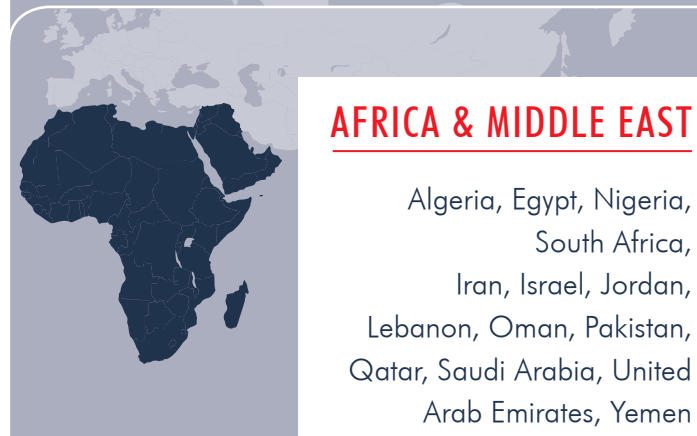 AFRICA & MIDDLE EAST
Algeria, Egypt, Nigeria,
South Africa,
Iran, Israel, Jordan,
Lebanon, Oman, Pakistan,
Qatar, Saudi Arabia, United
Arab Emirates, Yemen